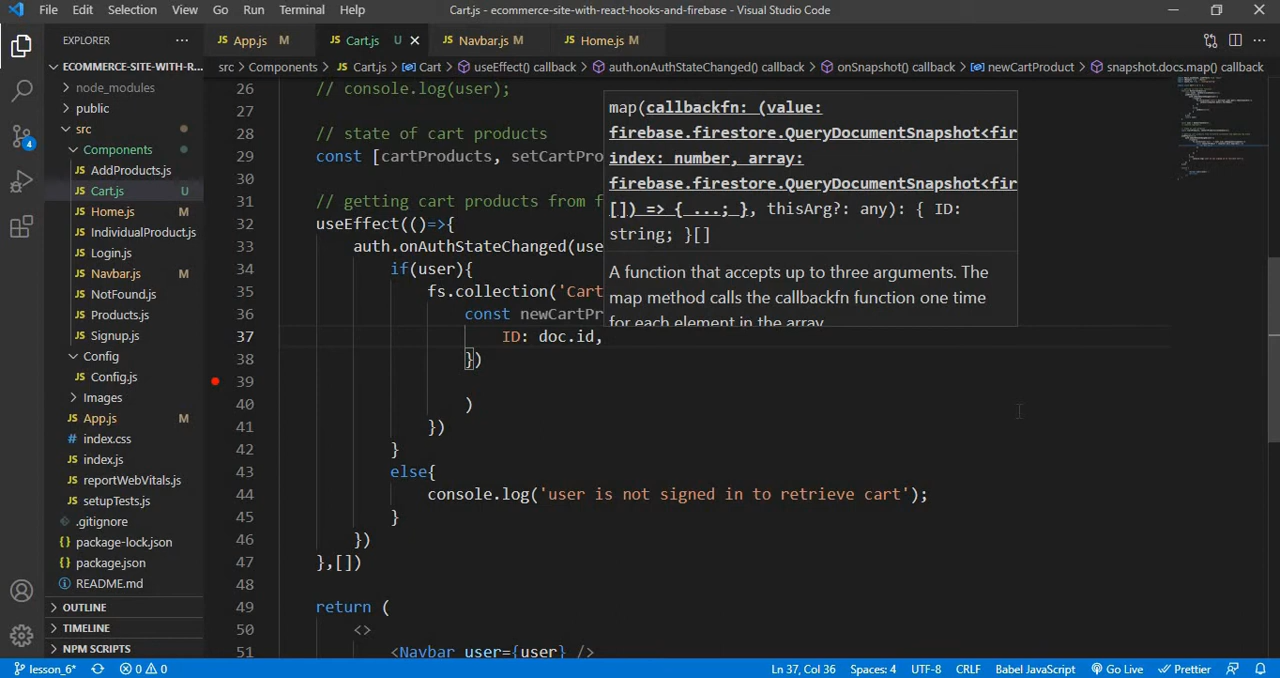 File Edit Selection View Go Run Terminal Help Cart.js - ecommerce-site-with-react-hooks-and-firebase - Visual Studio Code
EXPLORER ···
App.js M Cart.js U Navbar.js M Home.js M
src > Components > Cart.js > Cart > useEffect() callback > auth.onAuthStateChanged() callback > onSnapshot() callback > newCartProduct > snapshot.docs.map() callback
ECOMMERCE-SITE-WITH-R...
node_modules
public
src
Components
AddProducts.js
Cart.js U
Home.js M
IndividualProduct.js
Login.js
Navbar.js M
NotFound.js
Products.js
Signup.js
Config
Config.js
Images
App.js M
index.css
index.js
reportWebVitals.js
setupTests.js
.gitignore
package-lock.json
package.json
README.md
OUTLINE
TIMELINE
NPM SCRIPTS
4
26 // console.log(user);
27
28 // state of cart products
29 const [cartProducts, setCartPro
30
31 // getting cart products from f
32 useEffect(()=>{
33 auth.onAuthStateChanged(use
34 if(user){
35 fs.collection('Cart
36 const newCartPr
37 ID: doc.id,
38 })
39
40 )
41 })
42 }
43 else{
44 console.log('user is not signed in to retrieve cart');
45 }
46 })
47 },[])
48
49 return (
50 <>
51 <Navbar user={user} />
map(callbackfn: (value:
firebase.firestore.QueryDocumentSnapshot<fir
index: number, array:
firebase.firestore.QueryDocumentSnapshot<fir
[]) => { ...; }, thisArg?: any): { ID:
string; }[]
A function that accepts up to three arguments. The
map method calls the callbackfn function one time
for each element in the array.
lesson_6* 0 0 Ln 37, Col 36 Spaces: 4 UTF-8 CRLF Babel JavaScript Go Live Prettier